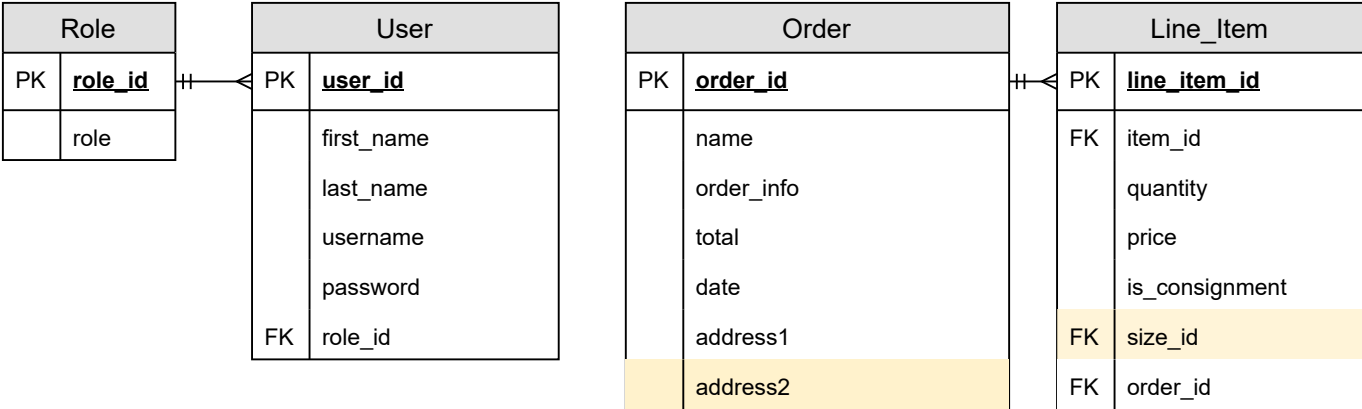 Role
PK role_id
role
User
PK user_id
first_name
last_name
username
password
FK role_id
Order
PK order_id
name
order_info
total
date
address1
address2
Line_Item
PK line_item_id
FK item_id
quantity
price
is_consignment
FK size_id
FK order_id